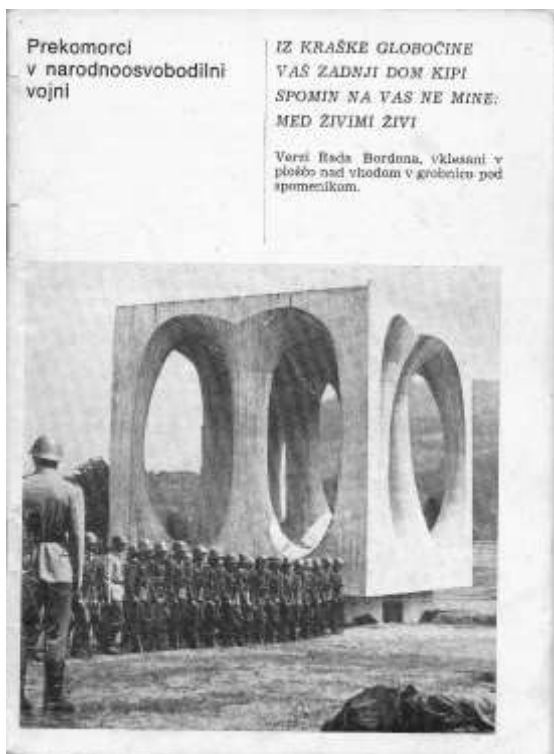 Prekomorci
v narodnoosvobodilni
vojni
IZ KRAŠKE GLOBOČINE
VAŠ ZADNJI DOM KIPI
SPOMIN NA VAS NE MINE:
MED ŽIVIMI ŽIVI
Verzi Rada Bordona, vklesani v
ploščo nad vhodom v grobnico pod
spomenikom.